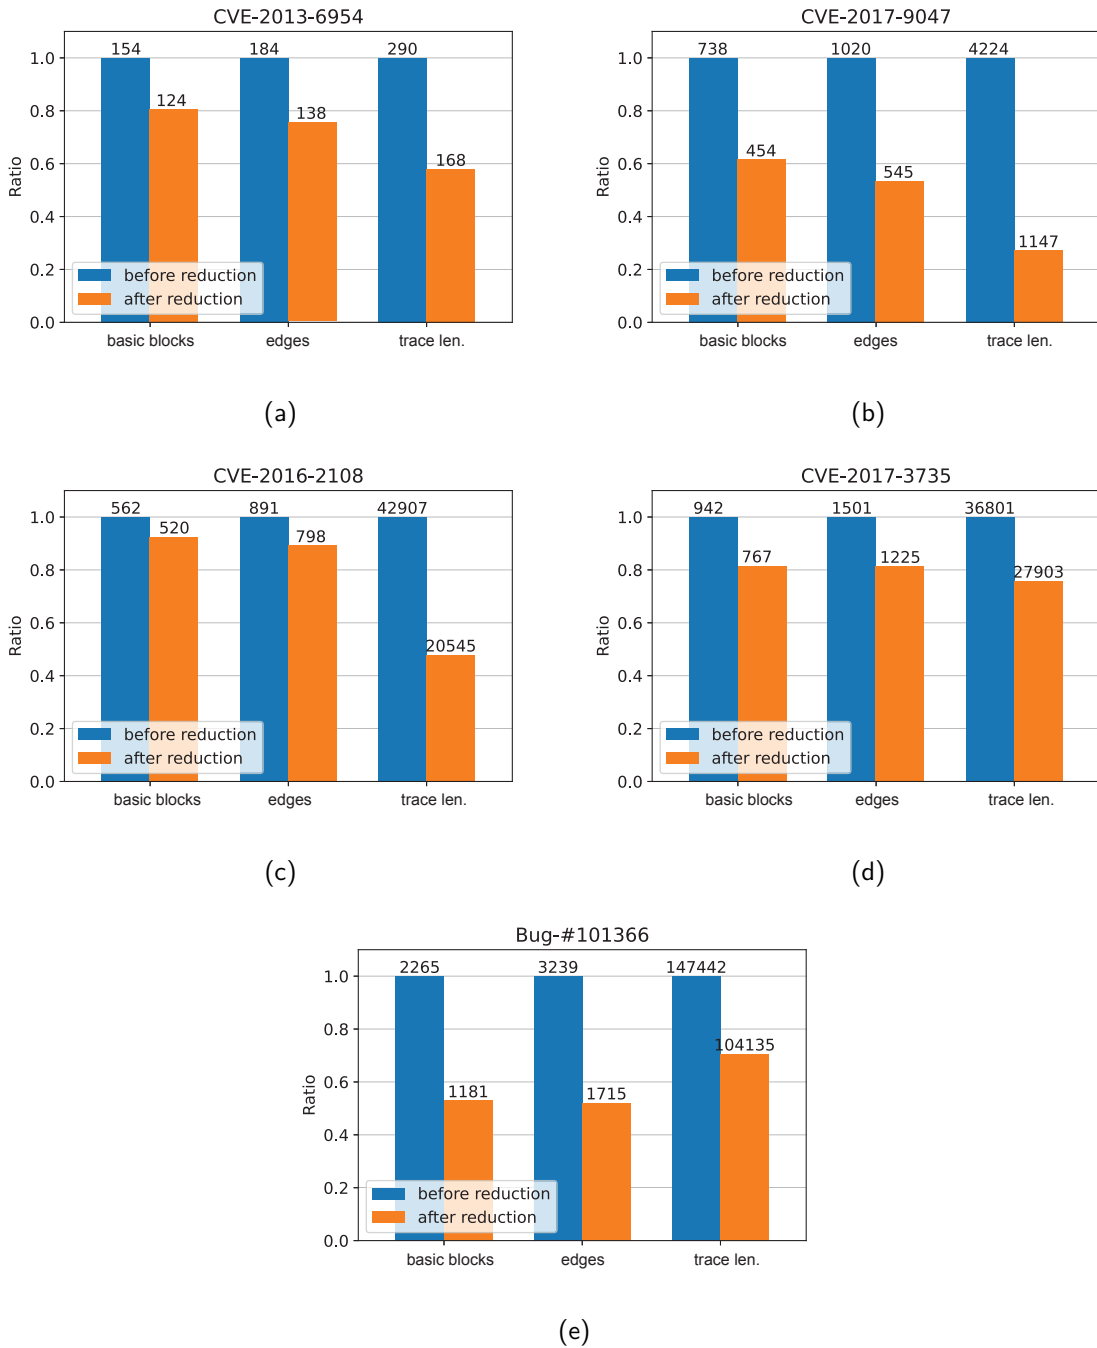 CVE-2013-6954
154 184 290
1.0
124
0.8
138
0.6
168
Ratio
0.4
0.2
before reduction
after reduction
0.0
basic blocks edges trace len.
(a)
CVE-2017-9047
738 1020 4224
1.0
0.8
454
0.6
545
Ratio
0.4
1147
0.2
before reduction
after reduction
0.0
basic blocks edges trace len.
(b)
CVE-2016-2108
562 891 42907
1.0
520
798
0.8
0.6
20545
Ratio
0.4
0.2
before reduction
after reduction
0.0
basic blocks edges trace len.
(c)
CVE-2017-3735
942 1501 36801
1.0
767 1225
0.8
27903
0.6
Ratio
0.4
0.2
before reduction
after reduction
0.0
basic blocks edges trace len.
(d)
Bug-#101366
2265 3239 147442
1.0
0.8
104135
0.6
1181 1715
Ratio
0.4
0.2
before reduction
after reduction
0.0
basic blocks edges trace len.
(e)